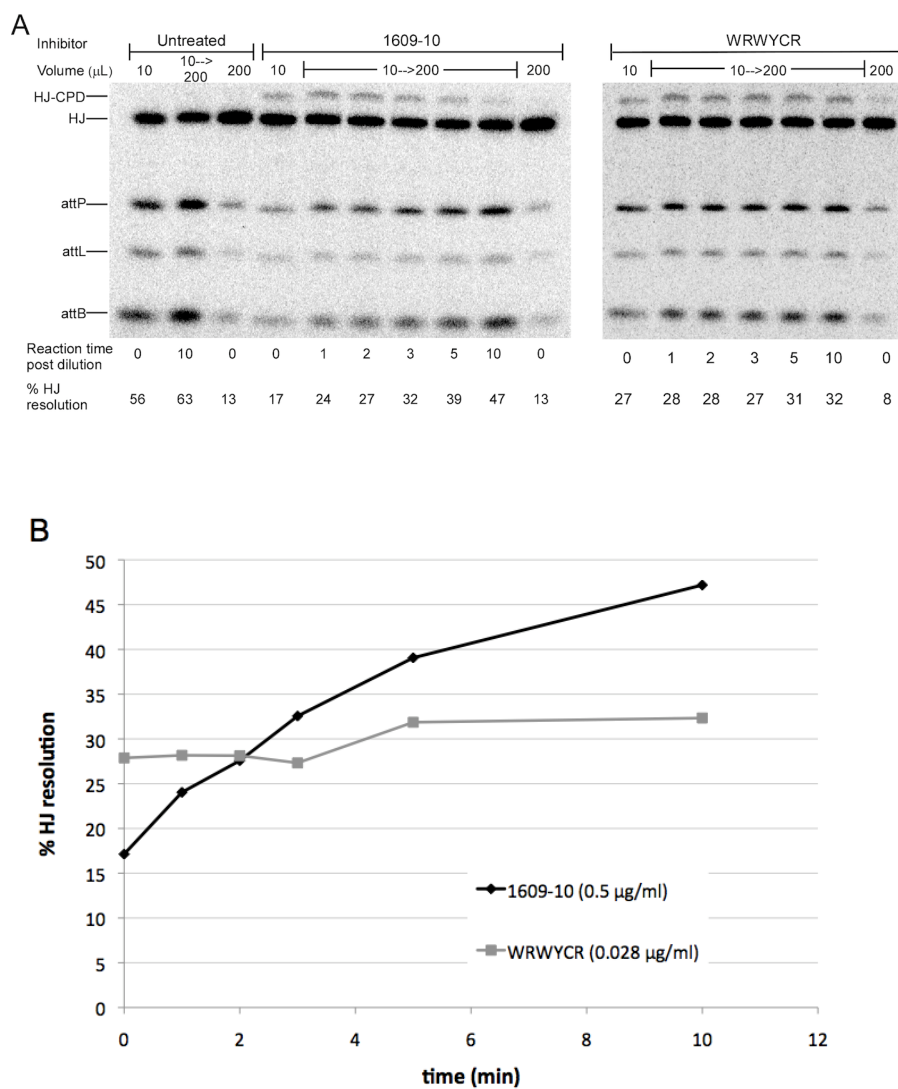 A
Inhibitor Untreated 1609-10 WRWYCR
Volume (µL) 10 10--> 200 200 10 10-->200 200 10 10-->200 200
HJ-CPD
HJ
attP
attL
attB
Reaction time post dilution 0 10 0 0 1 2 3 5 10 0 0 1 2 3 5 10 0
% HJ resolution 56 63 13 17 24 27 32 39 47 13 27 28 28 27 31 32 8
B
50
45
40
35
30
25
20
15
10
5
0
% HJ resolution
1609-10 (0.5 µg/ml)
WRWYCR (0.028 µg/ml)
0 2 4 6 8 10 12
time (min)